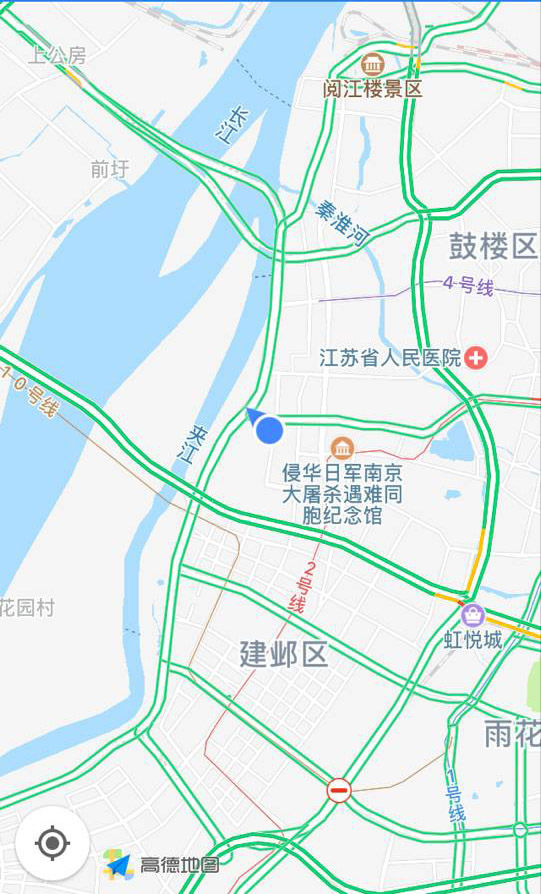 上公房
阅江楼景区
长江
前圩
秦淮河
鼓楼区
4号线
江苏省人民医院
10号线
夹江
侵华日军南京
大屠杀遇难同
胞纪念馆
2号线
花园村
虹悦城
建邺区
雨花
1号线
高德地图